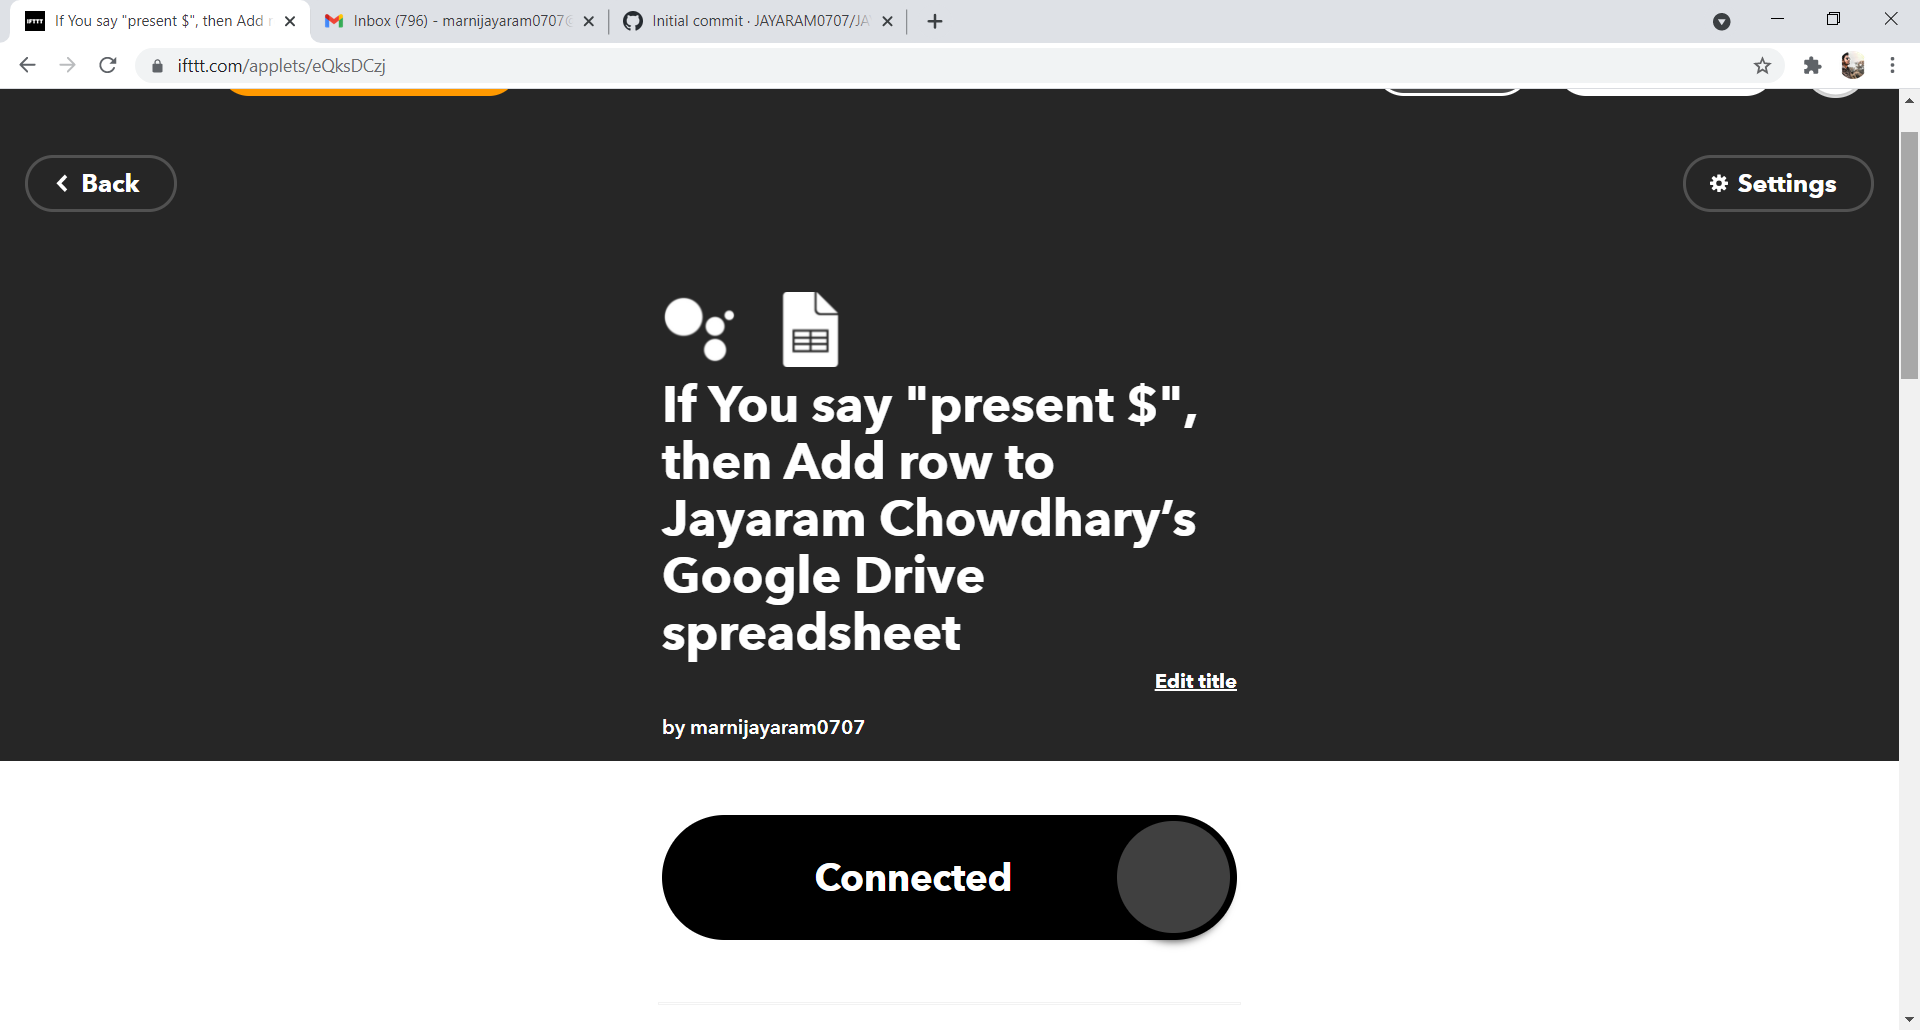 IFTTT If You say "present $", then Add r
Inbox (796) - marnijayaram0707@
Initial commit · JAYARAM0707/JA
ifttt.com/applets/eQksDCzj
Back
Settings
If You say "present $",
then Add row to
Jayaram Chowdhary’s
Google Drive
spreadsheet
Edit title
by marnijayaram0707
Connected